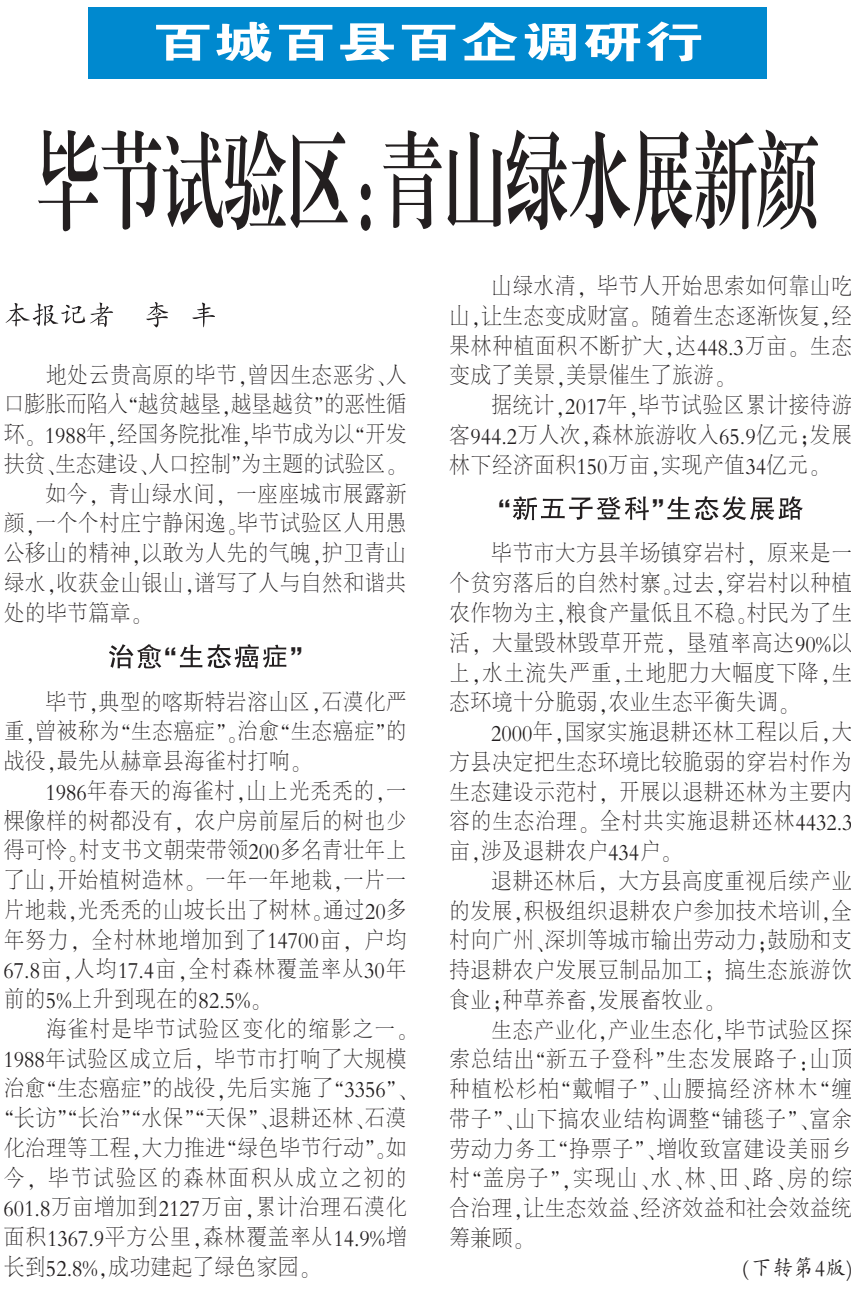 百城百县百企调研行
毕节试验区：青山绿水展新颜
本报记者 李 丰
地处云贵高原的毕节,曾因生态恶劣、人
口膨胀而陷入“越贫越垦,越垦越贫”的恶性循
环。1988年,经国务院批准,毕节成为以“开发
扶贫、生态建设、人口控制”为主题的试验区。
如今，青山绿水间，一座座城市展露新
颜,一个个村庄宁静闲逸。毕节试验区人用愚
公移山的精神,以敢为人先的气魄,护卫青山
绿水,收获金山银山,谱写了人与自然和谐共
处的毕节篇章。
治愈“生态癌症”
毕节,典型的喀斯特岩溶山区,石漠化严
重,曾被称为“生态癌症”。治愈“生态癌症”的
战役,最先从赫章县海雀村打响。
1986年春天的海雀村,山上光秃秃的,一
棵像样的树都没有，农户房前屋后的树也少
得可怜。村支书文朝荣带领200多名青壮年上
了山,开始植树造林。一年一年地栽,一片一
片地栽,光秃秃的山坡长出了树林。通过20多
年努力，全村林地增加到了14700亩，户均
67.8亩,人均17.4亩,全村森林覆盖率从30年
前的5%上升到现在的82.5%。
海雀村是毕节试验区变化的缩影之一。
1988年试验区成立后，毕节市打响了大规模
治愈“生态癌症”的战役,先后实施了“3356”、
“长访”“长治”“水保”“天保”、退耕还林、石漠
化治理等工程,大力推进“绿色毕节行动”。如
今，毕节试验区的森林面积从成立之初的
601.8万亩增加到2127万亩,累计治理石漠化
面积1367.9平方公里,森林覆盖率从14.9%增
长到52.8%,成功建起了绿色家园。
山绿水清，毕节人开始思索如何靠山吃
山,让生态变成财富。随着生态逐渐恢复,经
果林种植面积不断扩大,达448.3万亩。生态
变成了美景,美景催生了旅游。
据统计,2017年,毕节试验区累计接待游
客944.2万人次,森林旅游收入65.9亿元;发展
林下经济面积150万亩,实现产值34亿元。
“新五子登科”生态发展路
毕节市大方县羊场镇穿岩村，原来是一
个贫穷落后的自然村寨。过去,穿岩村以种植
农作物为主,粮食产量低且不稳。村民为了生
活，大量毁林毁草开荒，垦殖率高达90%以
上,水土流失严重,土地肥力大幅度下降,生
态环境十分脆弱,农业生态平衡失调。
2000年,国家实施退耕还林工程以后,大
方县决定把生态环境比较脆弱的穿岩村作为
生态建设示范村，开展以退耕还林为主要内
容的生态治理。全村共实施退耕还林4432.3
亩,涉及退耕农户434户。
退耕还林后，大方县高度重视后续产业
的发展,积极组织退耕农户参加技术培训,全
村向广州、深圳等城市输出劳动力;鼓励和支
持退耕农户发展豆制品加工；搞生态旅游饮
食业;种草养畜,发展畜牧业。
生态产业化,产业生态化,毕节试验区探
索总结出“新五子登科”生态发展路子:山顶
种植松杉柏“戴帽子”、山腰搞经济林木“缠
带子”、山下搞农业结构调整“铺毯子”、富余
劳动力务工“挣票子”、增收致富建设美丽乡
村“盖房子”,实现山、水、林、田、路、房的综
合治理,让生态效益、经济效益和社会效益统
筹兼顾。
(下转第4版)